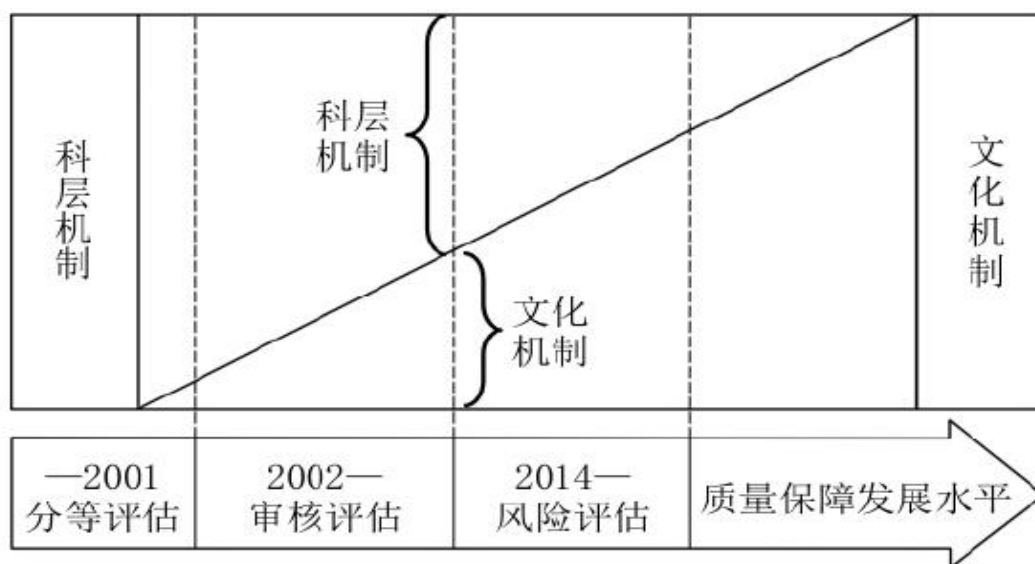 科层机制
科层
机制
文化
机制
文化机制
—2001
分等评估
2002—
审核评估
2014—
风险评估
质量保障发展水平